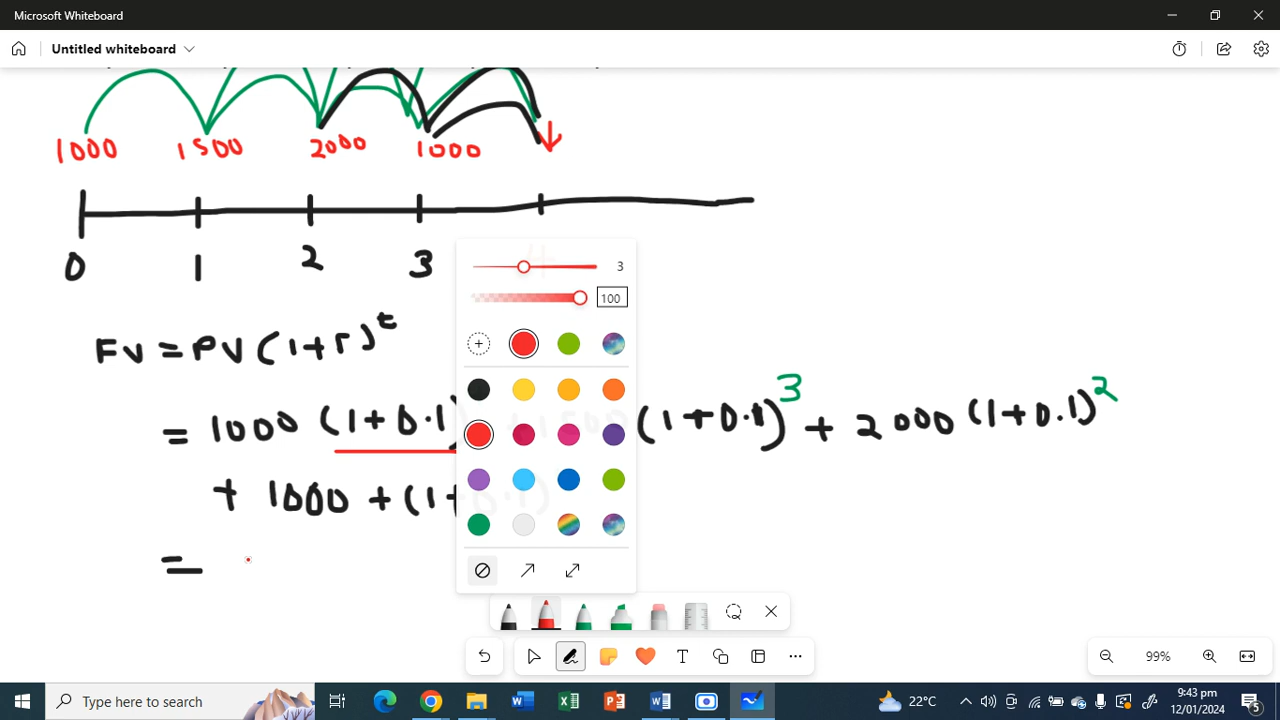 Microsoft Whiteboard
Untitled whiteboard
1000 1500 2000 1000
0 1 2 3
3
100
FV = PV (1+r)^t
= 1000 (1+0.1) (1+0.1)^3 + 2000 (1+0.1)^2
+ 1000 + (1+
=
99%
Type here to search
22°C
9:43 pm
12/01/2024
5